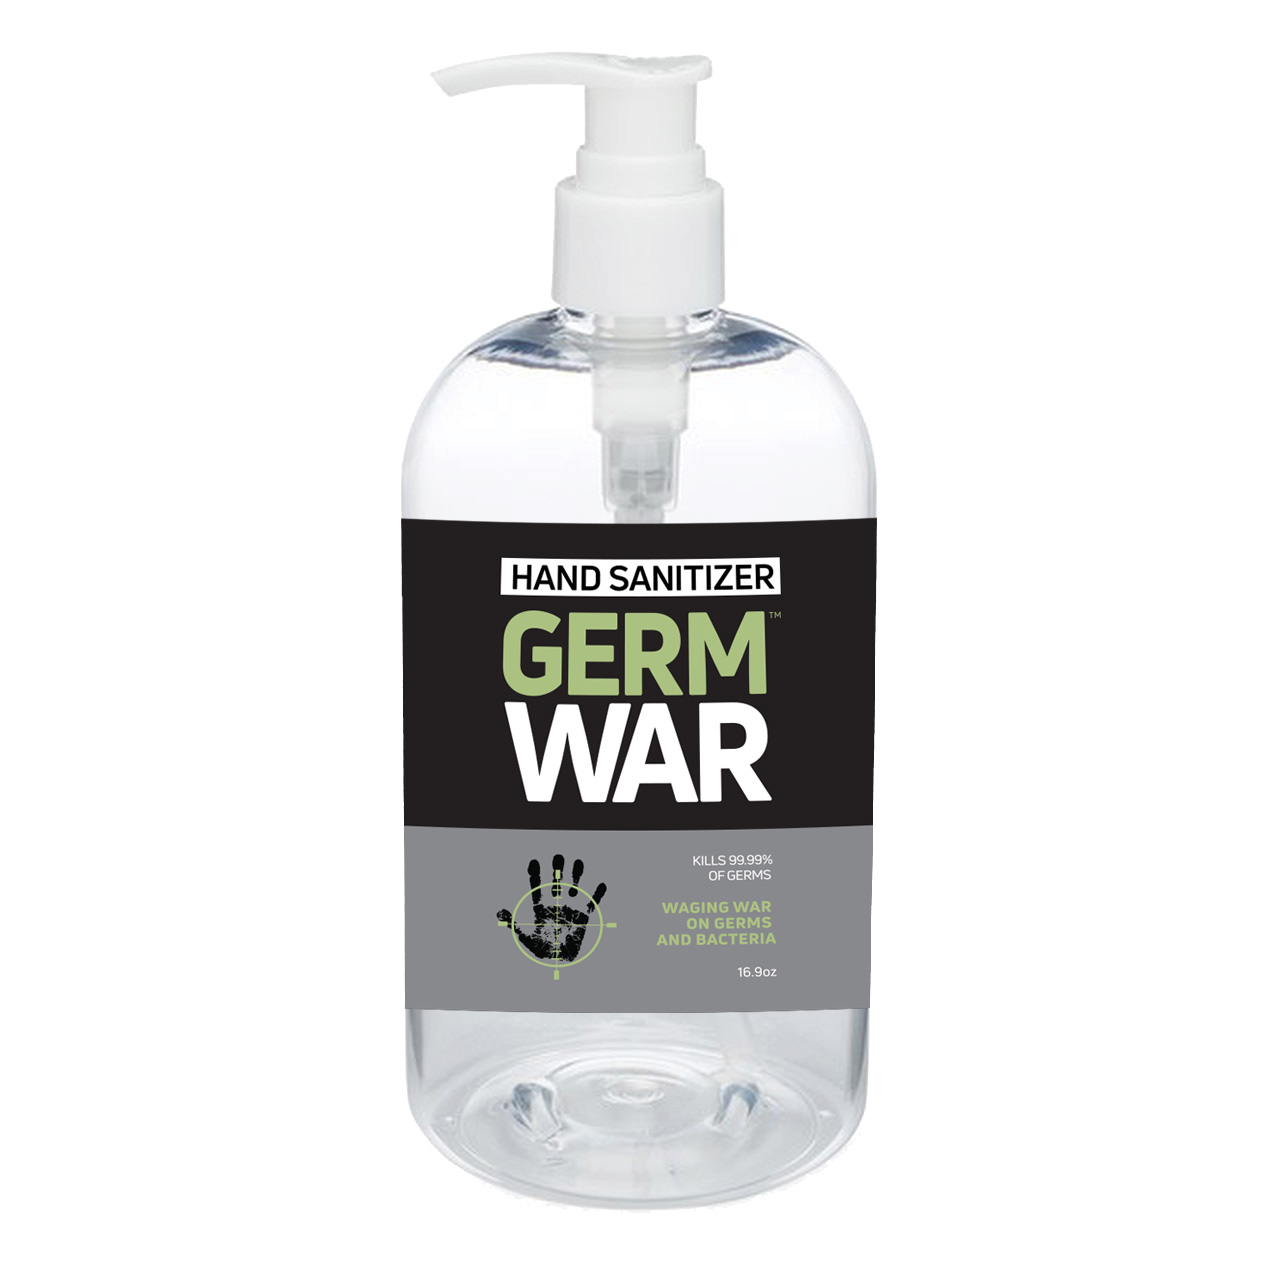 HAND SANITIZER
GERM™
WAR
KILLS 99.99%
OF GERMS
WAGING WAR
ON GERMS
AND BACTERIA
16.9oz